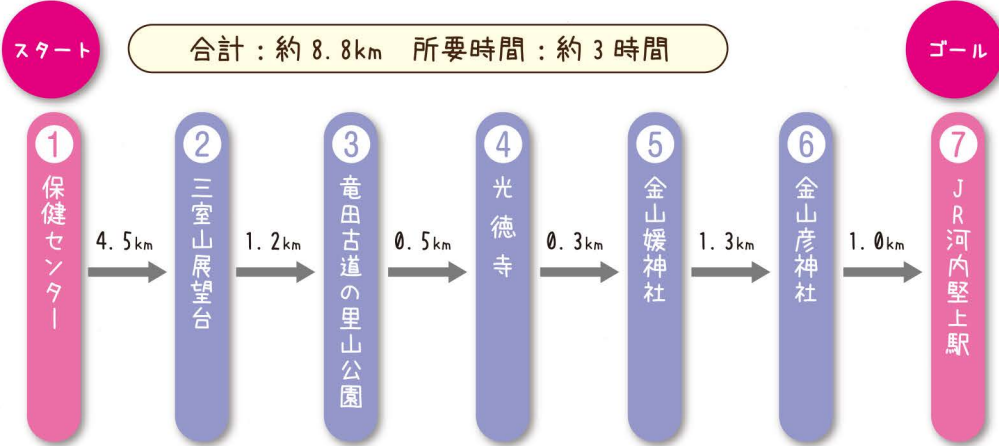 スタート
合計：約8.8km 所要時間：約3時間
ゴール
1 保健センター
4.5km
2 三室山展望台
1.2km
3 竜田古道の里山公園
0.5km
4 光徳寺
0.3km
5 金山媛神社
1.3km
6 金山彦神社
1.0km
7 JR河内堅上駅